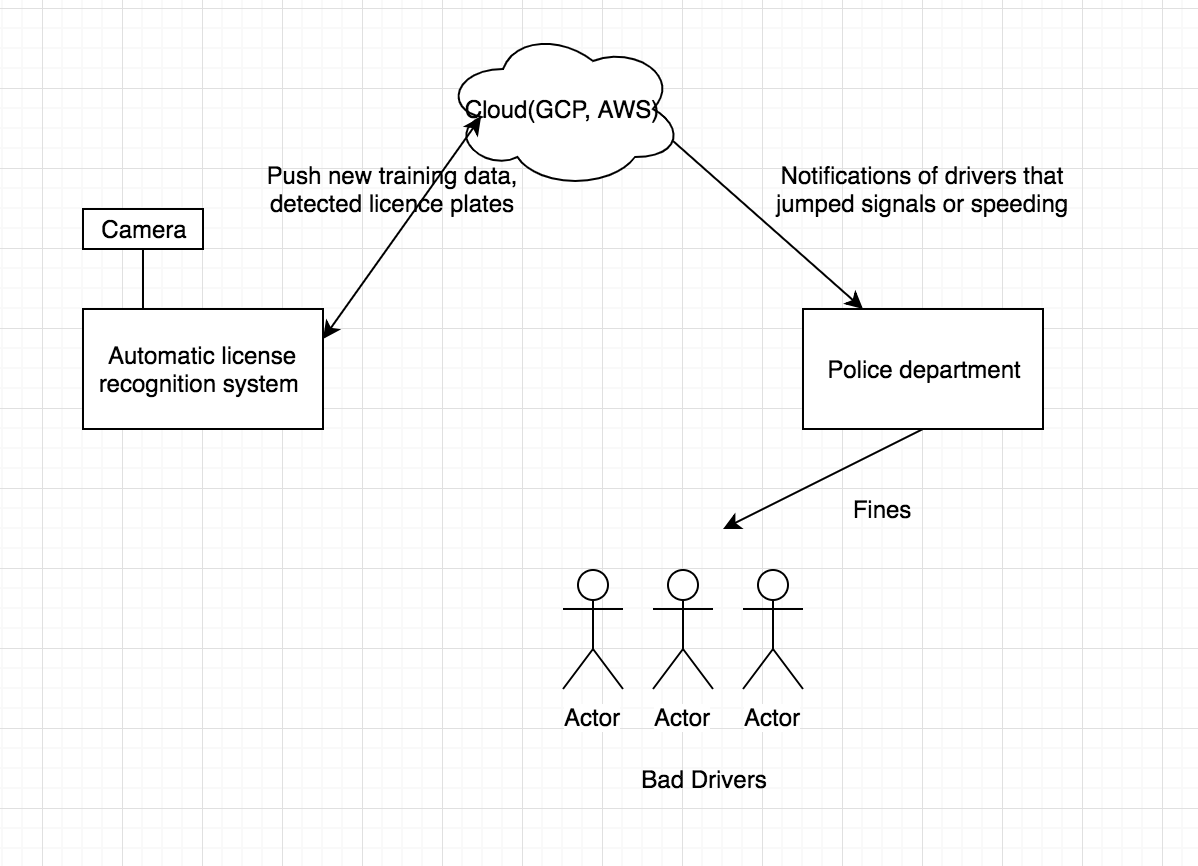 Cloud(GCP, AWS)
Push new training data,
detected licence plates
Notifications of drivers that
jumped signals or speeding
Camera
Automatic license
recognition system
Police department
Fines
Actor
Actor
Actor
Bad Drivers